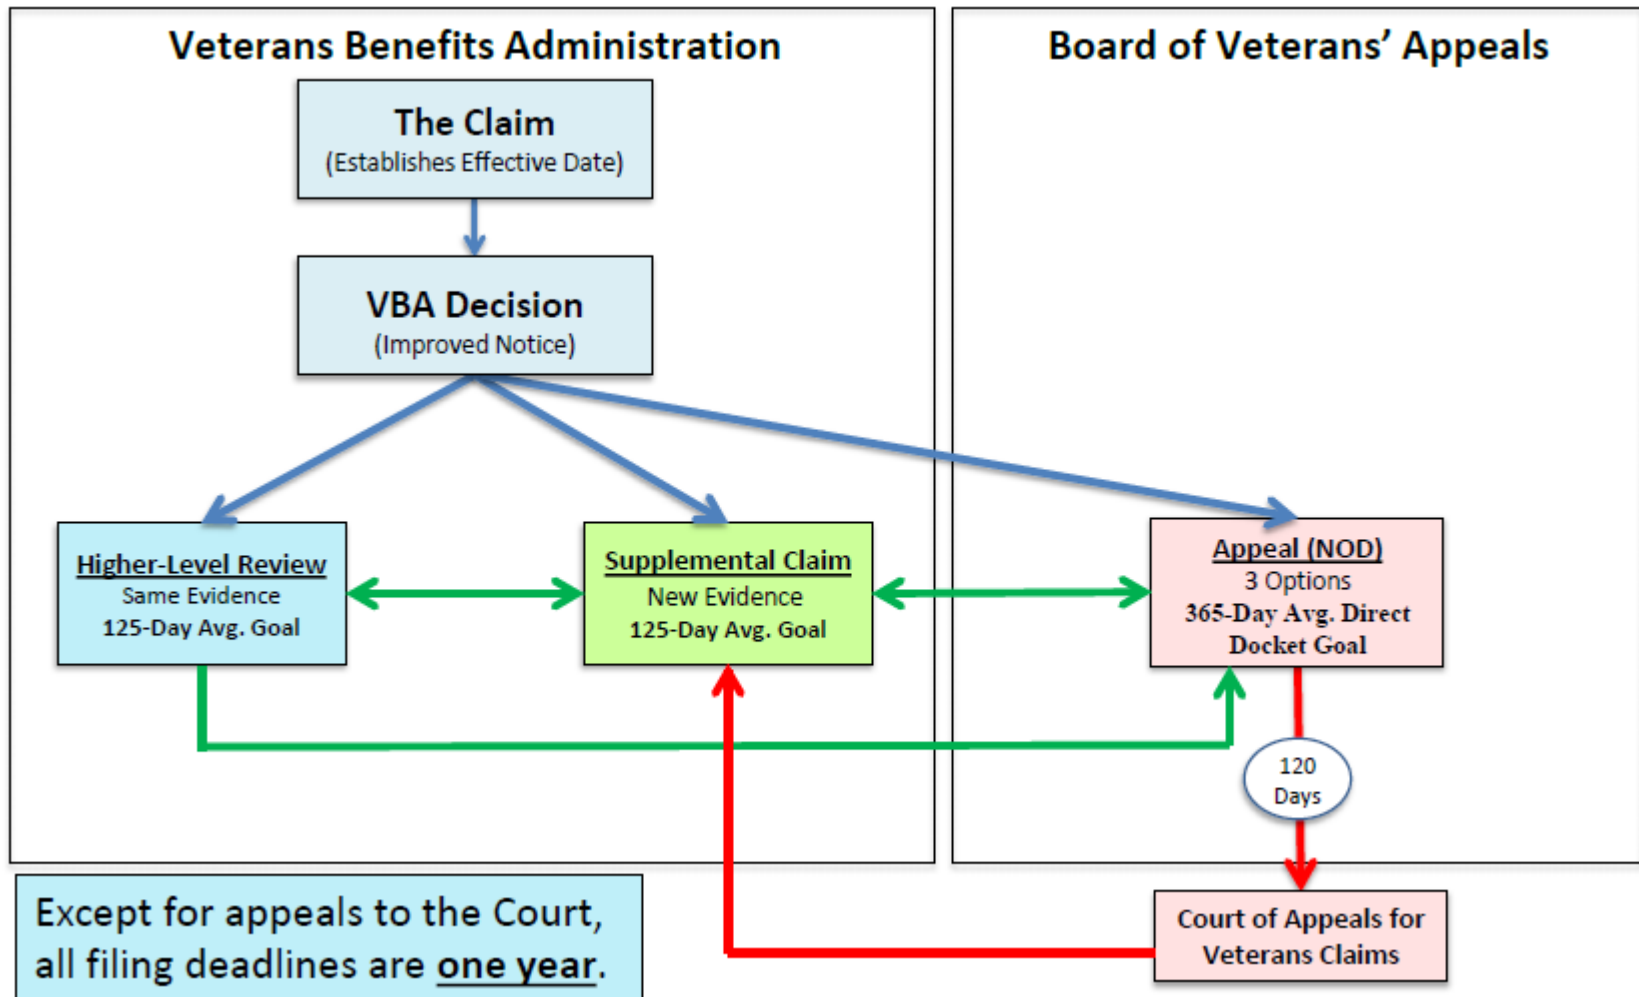 Veterans Benefits Administration
The Claim
(Establishes Effective Date)
VBA Decision
(Improved Notice)
Higher-Level Review
Same Evidence
125-Day Avg. Goal
Supplemental Claim
New Evidence
125-Day Avg. Goal
Board of Veterans’ Appeals
Appeal (NOD)
3 Options
365-Day Avg. Direct
Docket Goal
120
Days
Court of Appeals for
Veterans Claims
Except for appeals to the Court,
all filing deadlines are one year.